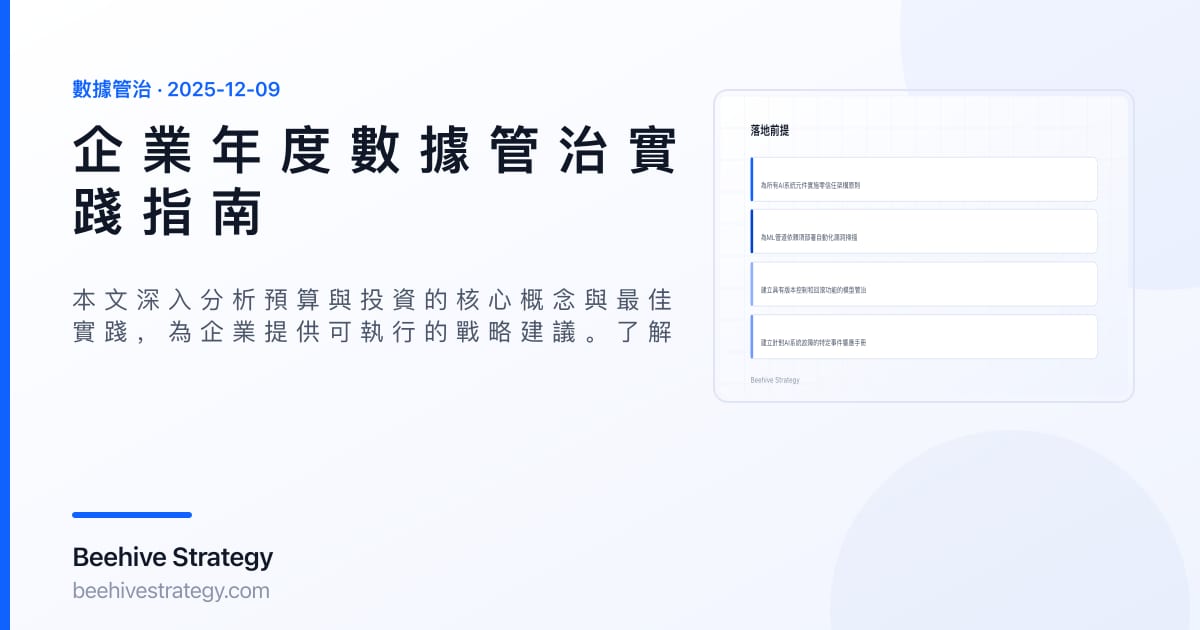 數據管治 · 2025-12-09
企業年度數據管治實
踐指南
本文深入分析預算與投資的核心概念與最佳
實踐，為企業提供可執行的戰略建議。了解
落地前提
為所有AI系統元件實施零信任架構原則
為ML管道依賴項部署自動化漏洞掃描
建立具有版本控制和回滾功能的模型管治
建立針對AI系統故障的特定事件響應手冊
Beehive Strategy
Beehive Strategy
beehivestrategy.com